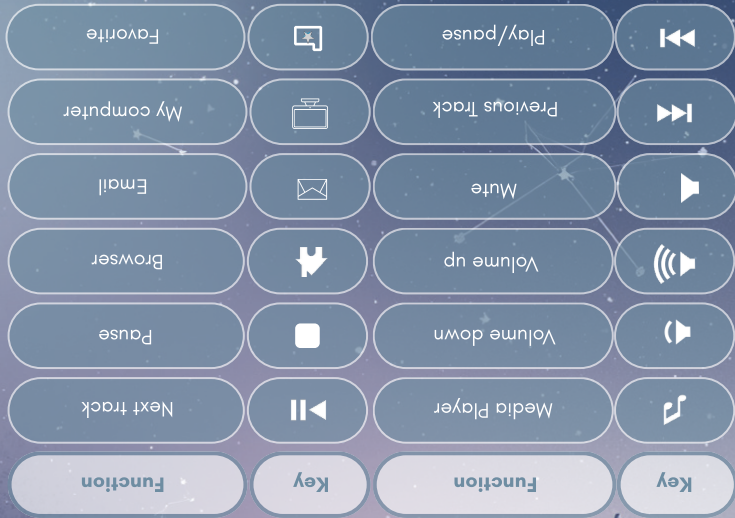 Key Function Key Function
Media Player Next track
Volume down Pause
Volume up Browser
Mute Email
Previous Track My computer
Play/pause Favorite